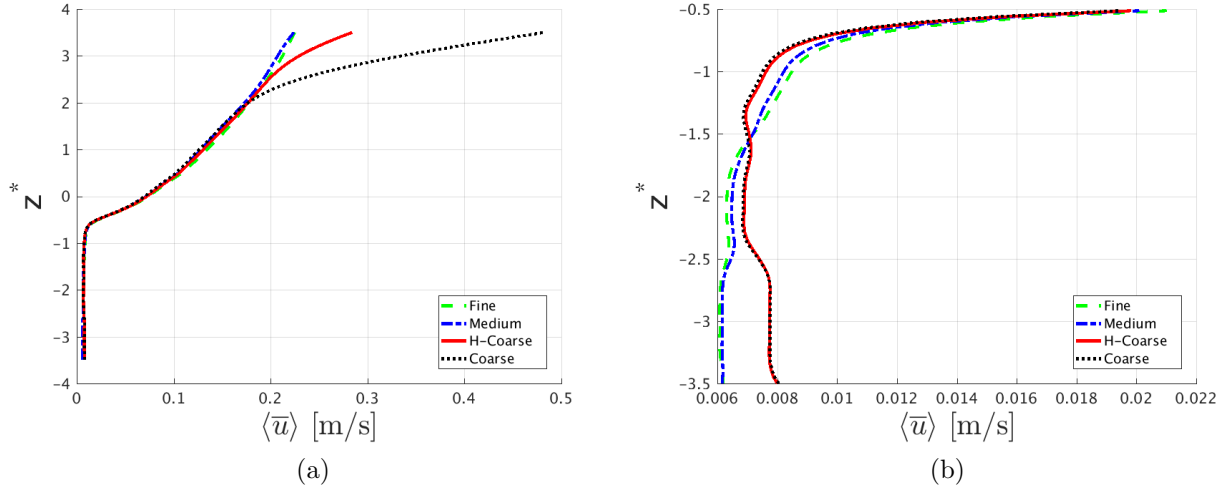 4
3
2
1
0
-1
-2
-3
-4
z*
0
0.1
0.2
0.3
0.4
0.5
⟨u̅⟩ [m/s]
Fine
Medium
H-Coarse
Coarse
(a)
-0.5
-1
-1.5
-2
-2.5
-3
-3.5
z*
0.006
0.008
0.01
0.012
0.014
0.016
0.018
0.02
0.022
⟨u̅⟩ [m/s]
Fine
Medium
H-Coarse
Coarse
(b)